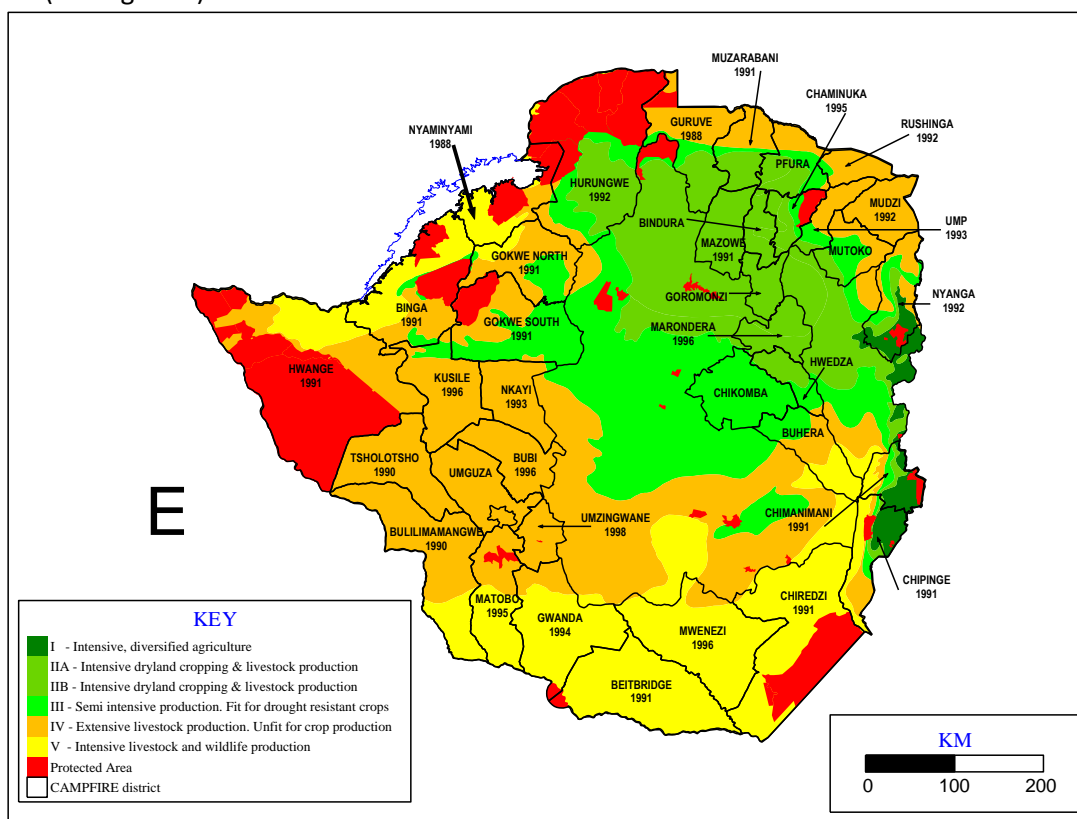 MUZARABANI
1991
CHAMINUKA
1995
RUSHINGA
1992
NYAMINYAMI
1988
GURUVE
1988
PFURA
HURUNGWE
1992
MUDZI
1992
BINDURA
UMP
1993
MAZOWE
1991
MUTOKO
GOKWE NORTH
1991
GOROMONZI
NYANGA
1992
BINGA
1991
GOKWE SOUTH
1991
MARONDERA
1996
HWANGE
1991
KUSILE
1996
NKAYI
1993
HWEDZA
CHIKOMBA
BUHERA
TSHOLOTSHO
1990
UMGUZA
BUBI
1996
E
BULILIMAMANGWE
1990
UMZINGWANE
1998
CHIMANIMANI
1991
CHIPINGE
1991
MATOBO
1995
GWANDA
1994
CHIREDZI
1991
MWENEZI
1996
BEITBRIDGE
1991
KEY
I - Intensive, diversified agriculture
IIA - Intensive dryland cropping & livestock production
IIB - Intensive dryland cropping & livestock production
III - Semi intensive production. Fit for drought resistant crops
IV - Extensive livestock production. Unfit for crop production
V - Intensive livestock and wildlife production
Protected Area
CAMPFIRE district
KM
0 100 200